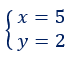 x = 5
y = 2